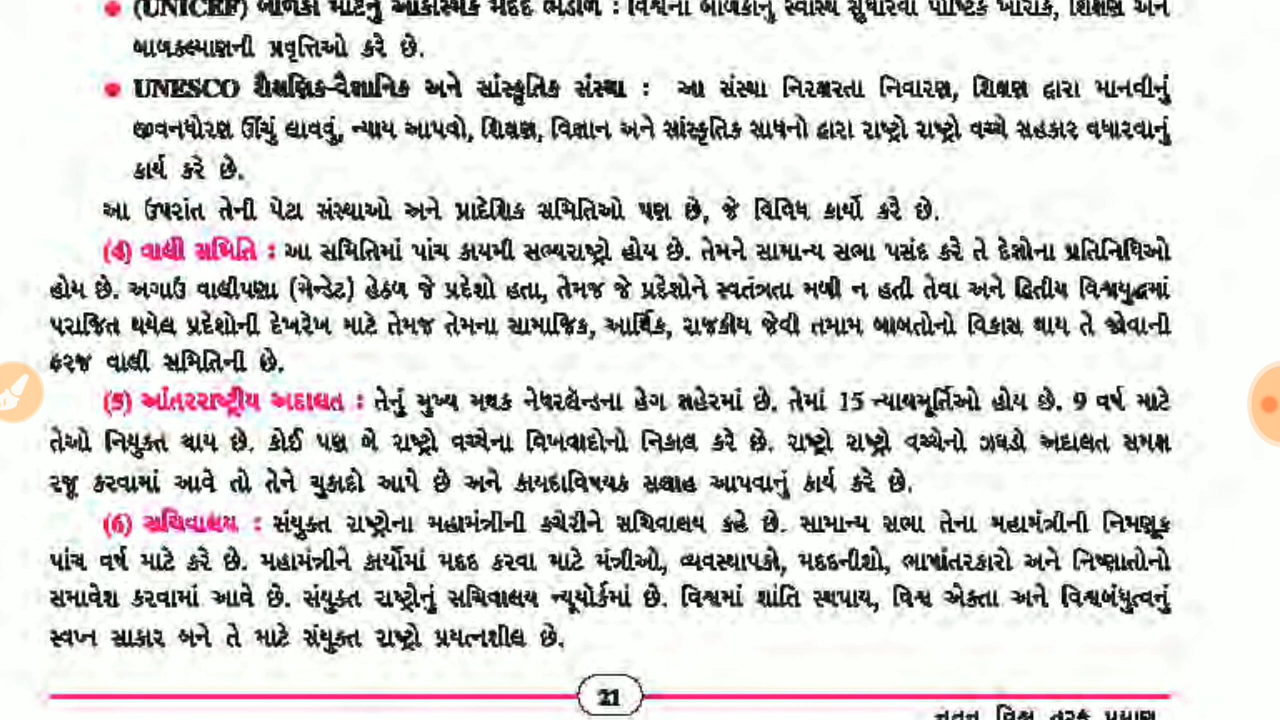 (UNICEF) બાળકો માટેનું આકસ્મિક મદદ ભંડોળ : વિશ્વના બાળકોનું સ્વાસ્થ્ય સુધારવા પૌષ્ટિક ખોરાક, શિક્ષણ અને
બાળકલ્યાણની પ્રવૃત્તિઓ કરે છે.
UNESCO શૈક્ષણિક-વૈજ્ઞાનિક અને સાંસ્કૃતિક સંસ્થા : આ સંસ્થા નિરક્ષરતા નિવારણ, શિક્ષણ દ્વારા માનવીનું
જીવનધોરણ ઊંચું લાવવું, ન્યાય આપવો, શિક્ષણ, વિજ્ઞાન અને સાંસ્કૃતિક સાધનો દ્વારા રાષ્ટ્રો રાષ્ટ્રો વચ્ચે સહકાર વધારવાનું
કાર્ય કરે છે.
આ ઉપરાંત તેની પેટા સંસ્થાઓ અને પ્રાદેશિક સમિતિઓ પણ છે, જે વિવિધ કાર્યો કરે છે.
(4) વાલી સમિતિ : આ સમિતિમાં પાંચ કાયમી સભ્યરાષ્ટ્રો હોય છે. તેમને સામાન્ય સભા પસંદ કરે તે દેશોના પ્રતિનિધિઓ
હોય છે. અગાઉ વાલીપણા (મેન્ડેટ) હેઠળ જે પ્રદેશો હતા, તેમજ જે પ્રદેશોને સ્વતંત્રતા મળી ન હતી તેવા અને દ્વિતીય વિશ્વયુદ્ધમાં
પરાજિત થયેલ પ્રદેશોની દેખરેખ માટે તેમજ તેમના સામાજિક, આર્થિક, રાજકીય જેવી તમામ બાબતોનો વિકાસ થાય તે જોવાની
ફરજ વાલી સમિતિની છે.
(5) આંતરરાષ્ટ્રીય અદાલત : તેનું મુખ્ય મથક નેધરલૅન્ડના હેગ શહેરમાં છે. તેમાં 15 ન્યાયમૂર્તિઓ હોય છે. 9 વર્ષ માટે
તેઓ નિયુક્ત થાય છે. કોઈ પણ બે રાષ્ટ્રો વચ્ચેના વિખવાદોનો નિકાલ કરે છે. રાષ્ટ્રો રાષ્ટ્રો વચ્ચેનો ઝઘડો અદાલત સમક્ષ
રજૂ કરવામાં આવે તો તેને ચુકાદો આપે છે અને કાયદાવિષયક સલાહ આપવાનું કાર્ય કરે છે.
(6) સચિવાલય : સંયુક્ત રાષ્ટ્રોના મહામંત્રીની કચેરીને સચિવાલય કહે છે. સામાન્ય સભા તેના મહામંત્રીની નિમણૂક
પાંચ વર્ષ માટે કરે છે. મહામંત્રીને કાર્યોમાં મદદ કરવા માટે મંત્રીઓ, વ્યવસ્થાપકો, મદદનીશો, ભાષાંતરકારો અને નિષ્ણાતોનો
સમાવેશ કરવામાં આવે છે. સંયુક્ત રાષ્ટ્રોનું સચિવાલય ન્યૂયોર્કમાં છે. વિશ્વમાં શાંતિ સ્થપાય, વિશ્વ એકતા અને વિશ્વબંધુત્વનું
સ્વપ્ન સાકાર બને તે માટે સંયુક્ત રાષ્ટ્રો પ્રયત્નશીલ છે.
21
નૂતન વિશ્વ તરફ પ્રયાણ